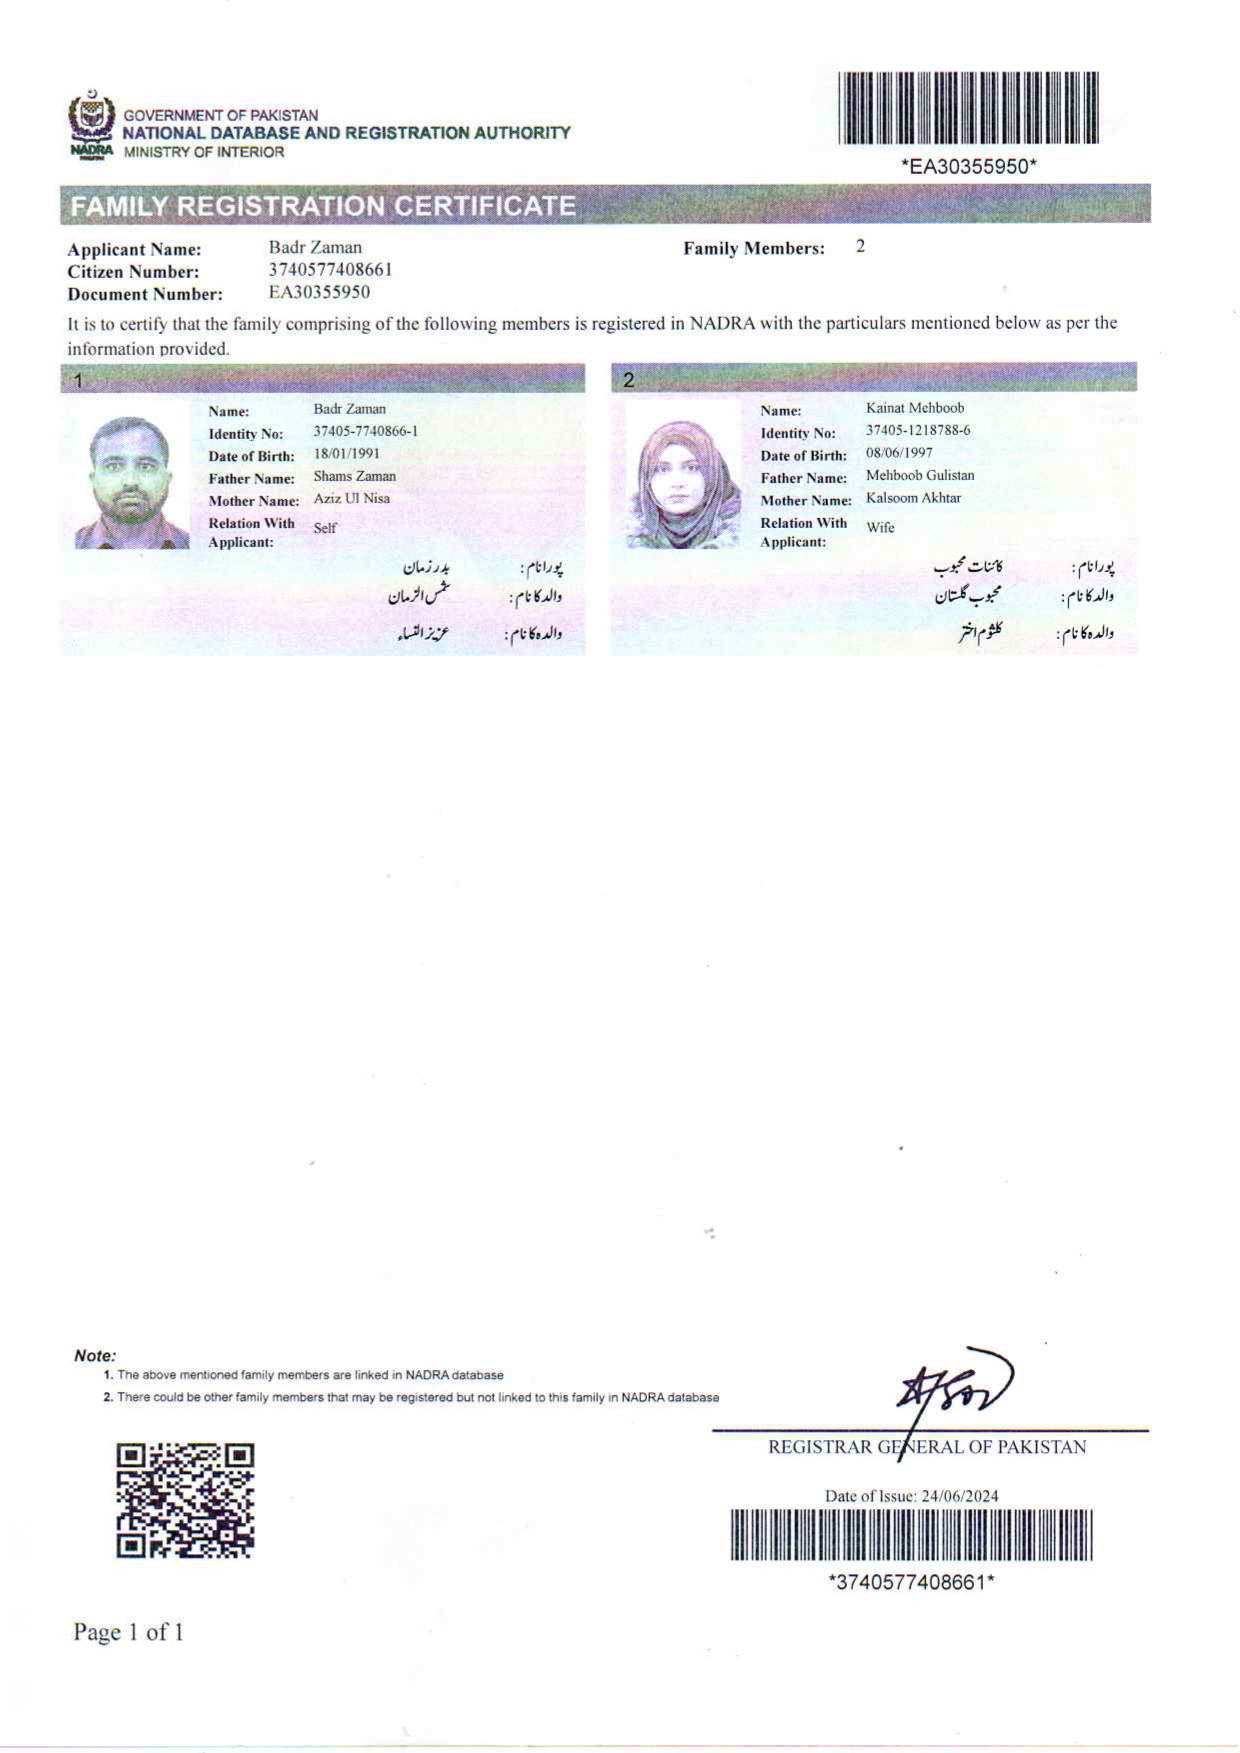 GOVERNMENT OF PAKISTAN
NATIONAL DATABASE AND REGISTRATION AUTHORITY
MINISTRY OF INTERIOR
NADRA
*EA30355950*
FAMILY REGISTRATION CERTIFICATE
Applicant Name: Badr Zaman
Family Members: 2
Citizen Number: 3740577408661
Document Number: EA30355950
It is to certify that the family comprising of the following members is registered in NADRA with the particulars mentioned below as per the
information provided.
1
Name: Badr Zaman
Identity No: 37405-7740866-1
Date of Birth: 18/01/1991
Father Name: Shams Zaman
Mother Name: Aziz Ul Nisa
Relation With Self
Applicant:
پورا نام: بدر زمان
والد کا نام: شمس الزمان
والدہ کا نام: عزیز النساء
2
Name: Kainat Mehboob
Identity No: 37405-1218788-6
Date of Birth: 08/06/1997
Father Name: Mehboob Gulistan
Mother Name: Kalsoom Akhtar
Relation With Wife
Applicant:
پورا نام: کائنات محبوب
والد کا نام: محبوب گلستان
والدہ کا نام: کلثوم اختر
Note:
1. The above mentioned family members are linked in NADRA database
2. There could be other family members that may be registered but not linked to this family in NADRA database
REGISTRAR GENERAL OF PAKISTAN
Date of Issue: 24/06/2024
*3740577408661*
Page 1 of 1